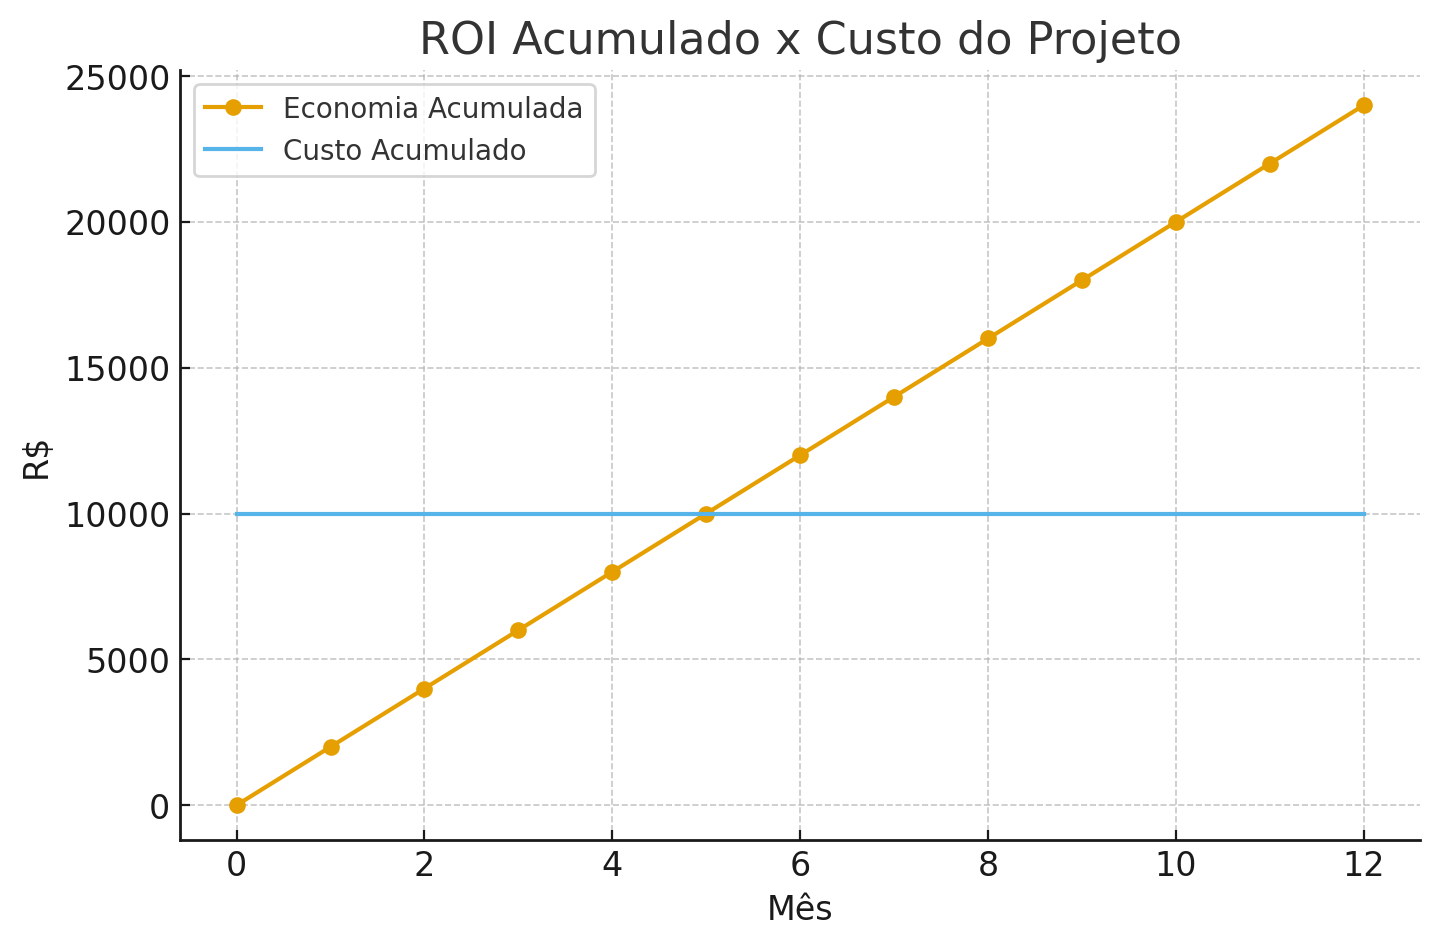 ROI Acumulado x Custo do Projeto
25000
20000
15000
10000
5000
0
R$
Economia Acumulada
Custo Acumulado
0 2 4 6 8 10 12
Mês